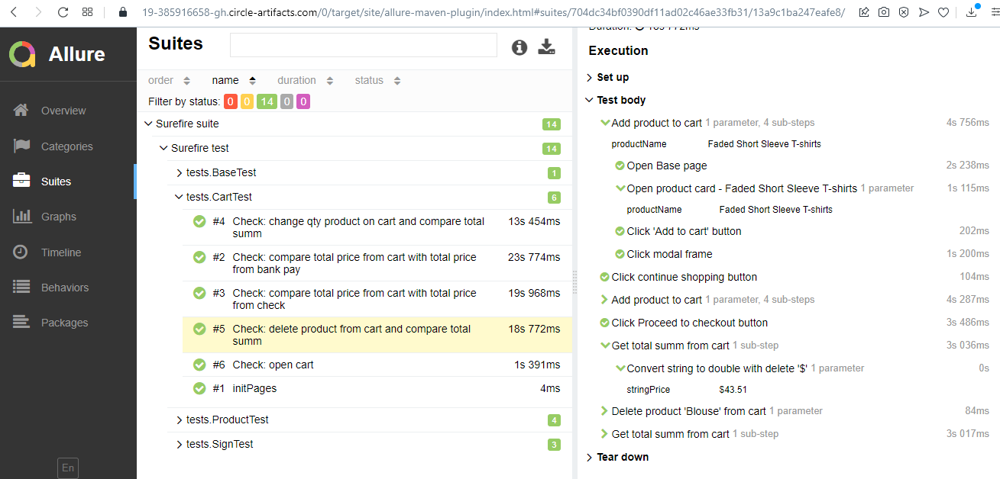 19-385916658-gh.circle-artifacts.com/0/target/site/allure-maven-plugin/index.html#suites/704dc34bf0390df11ad02c46ae33fb31/13a9c1ba247eafe8/
Allure
Overview
Categories
Suites
Graphs
Timeline
Behaviors
Packages
En
Suites
order name duration status
Filter by status: 0 0 14 0 0
Surefire suite 14
Surefire test 14
tests.BaseTest 1
tests.CartTest 6
#4 Check: change qty product on cart and compare total 13s 454ms
summ
#2 Check: compare total price from cart with total price 23s 774ms
from bank pay
#3 Check: compare total price from cart with total price 19s 968ms
from check
#5 Check: delete product from cart and compare total 18s 772ms
summ
#6 Check: open cart 1s 391ms
#1 initPages 4ms
tests.ProductTest 4
tests.SignTest 3
Duration: 18s 772ms
Execution
Set up
Test body
Add product to cart 1 parameter, 4 sub-steps 4s 756ms
productName Faded Short Sleeve T-shirts
Open Base page 2s 238ms
Open product card - Faded Short Sleeve T-shirts 1 parameter 1s 115ms
productName Faded Short Sleeve T-shirts
Click 'Add to cart' button 202ms
Click modal frame 1s 200ms
Click continue shopping button 104ms
Add product to cart 1 parameter, 4 sub-steps 4s 287ms
Click Proceed to checkout button 3s 486ms
Get total summ from cart 1 sub-step 3s 036ms
Convert string to double with delete '$' 1 parameter 0s
stringPrice $43.51
Delete product 'Blouse' from cart 1 parameter 84ms
Get total summ from cart 1 sub-step 3s 017ms
Tear down